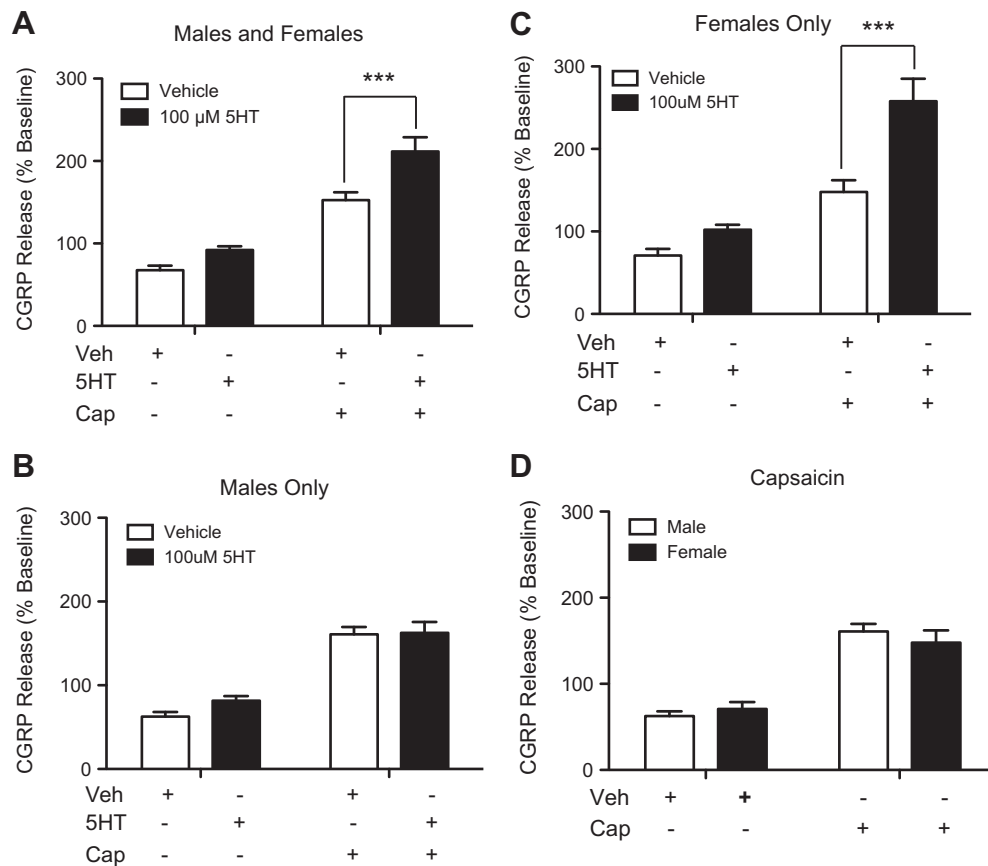 A
Males and Females
CGRP Release (% Baseline)
300
200
100
0
Vehicle
100 µM 5HT
***
Veh + - + -
5HT - + - +
Cap - - + +
C
Females Only
CGRP Release (% Baseline)
300
200
100
0
Vehicle
100uM 5HT
***
Veh + - + -
5HT - + - +
Cap - - + +
B
Males Only
CGRP Release (% Baseline)
300
200
100
0
Vehicle
100uM 5HT
Veh + - + -
5HT - + - +
Cap - - + +
D
Capsaicin
CGRP Release (% Baseline)
300
200
100
0
Male
Female
Veh + + - -
Cap - - + +